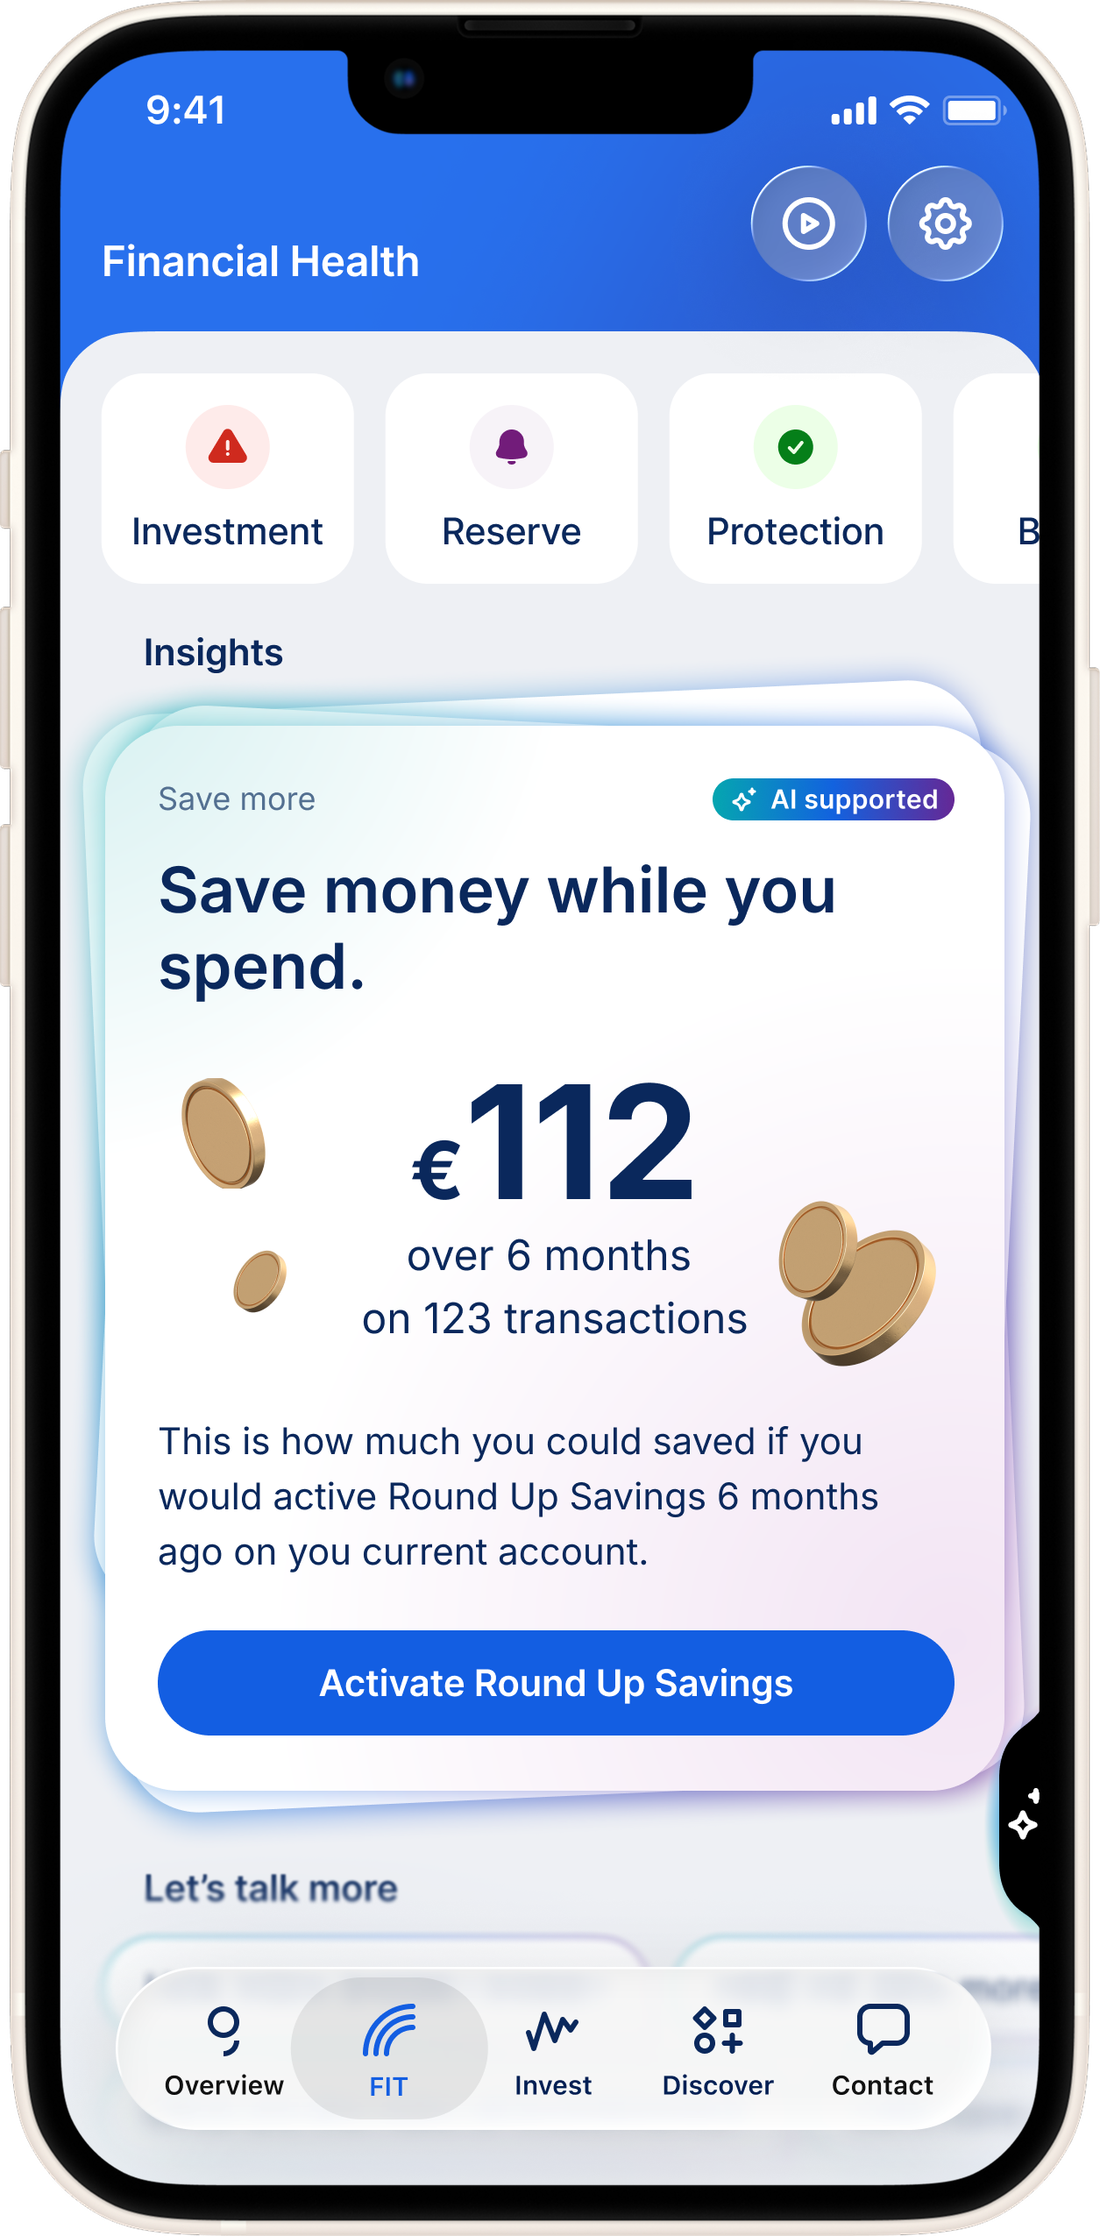 9:41
Financial Health
Investment
Reserve
Protection
B
Insights
Save more
AI supported
Save money while you
spend.
€112
over 6 months
on 123 transactions
This is how much you could saved if you
would active Round Up Savings 6 months
ago on you current account.
Activate Round Up Savings
Let's talk more
more
Overview
FIT
Invest
Discover
Contact